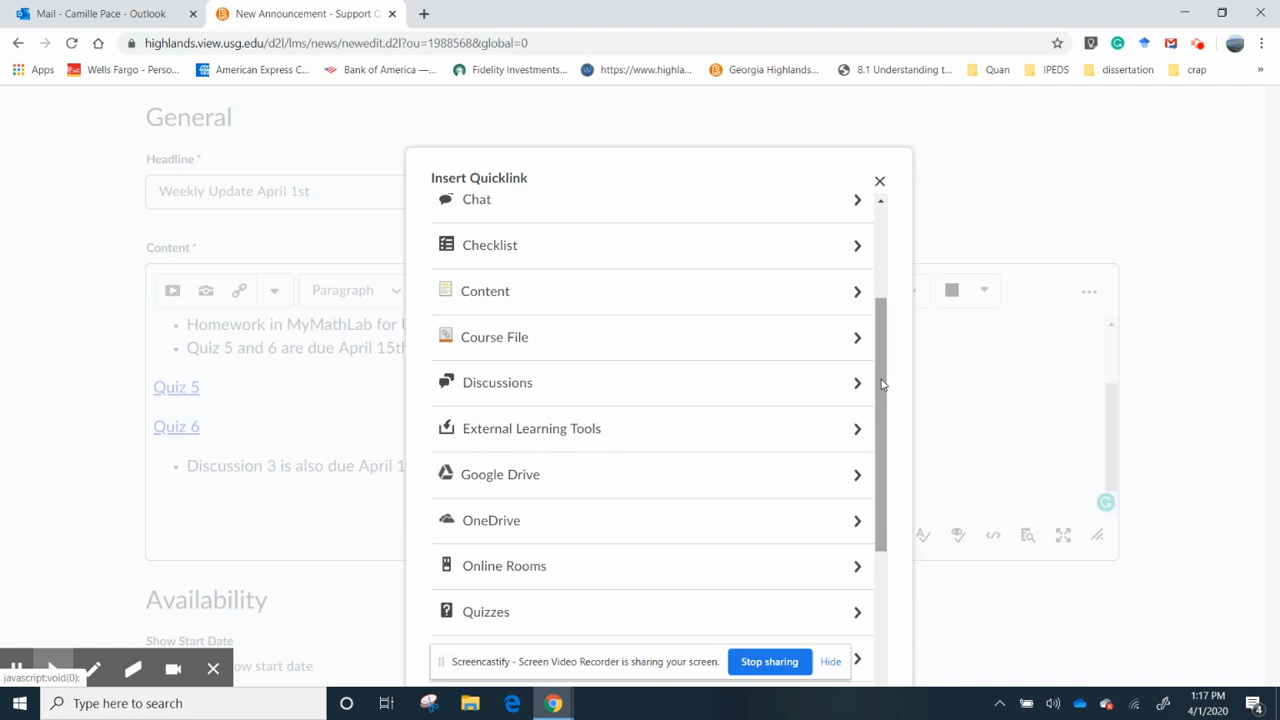 Mail - Camille Pace - Outlook
New Announcement - Support C
highlands.view.usg.edu/d2l/lms/news/newedit.d2l?ou=1988568&global=0
Apps
Wells Fargo - Perso...
American Express C...
Bank of America —...
Fidelity Investments...
https://www.highla...
Georgia Highlands...
8.1 Understanding t...
Quan
IPEDS
dissertation
crap
»
General
Headline *
Weekly Update April 1st
Content *
Paragraph
Homework in MyMathLab for U
Quiz 5 and 6 are due April 15th
Quiz 5
Quiz 6
Discussion 3 is also due April 1
Availability
Show Start Date
ow start date
Insert Quicklink
Chat
Checklist
Content
Course File
Discussions
External Learning Tools
Google Drive
OneDrive
Online Rooms
Quizzes
Screencastify - Screen Video Recorder is sharing your screen.
Stop sharing
Hide
javascript:void(0);
Type here to search
1:17 PM
4/1/2020
4